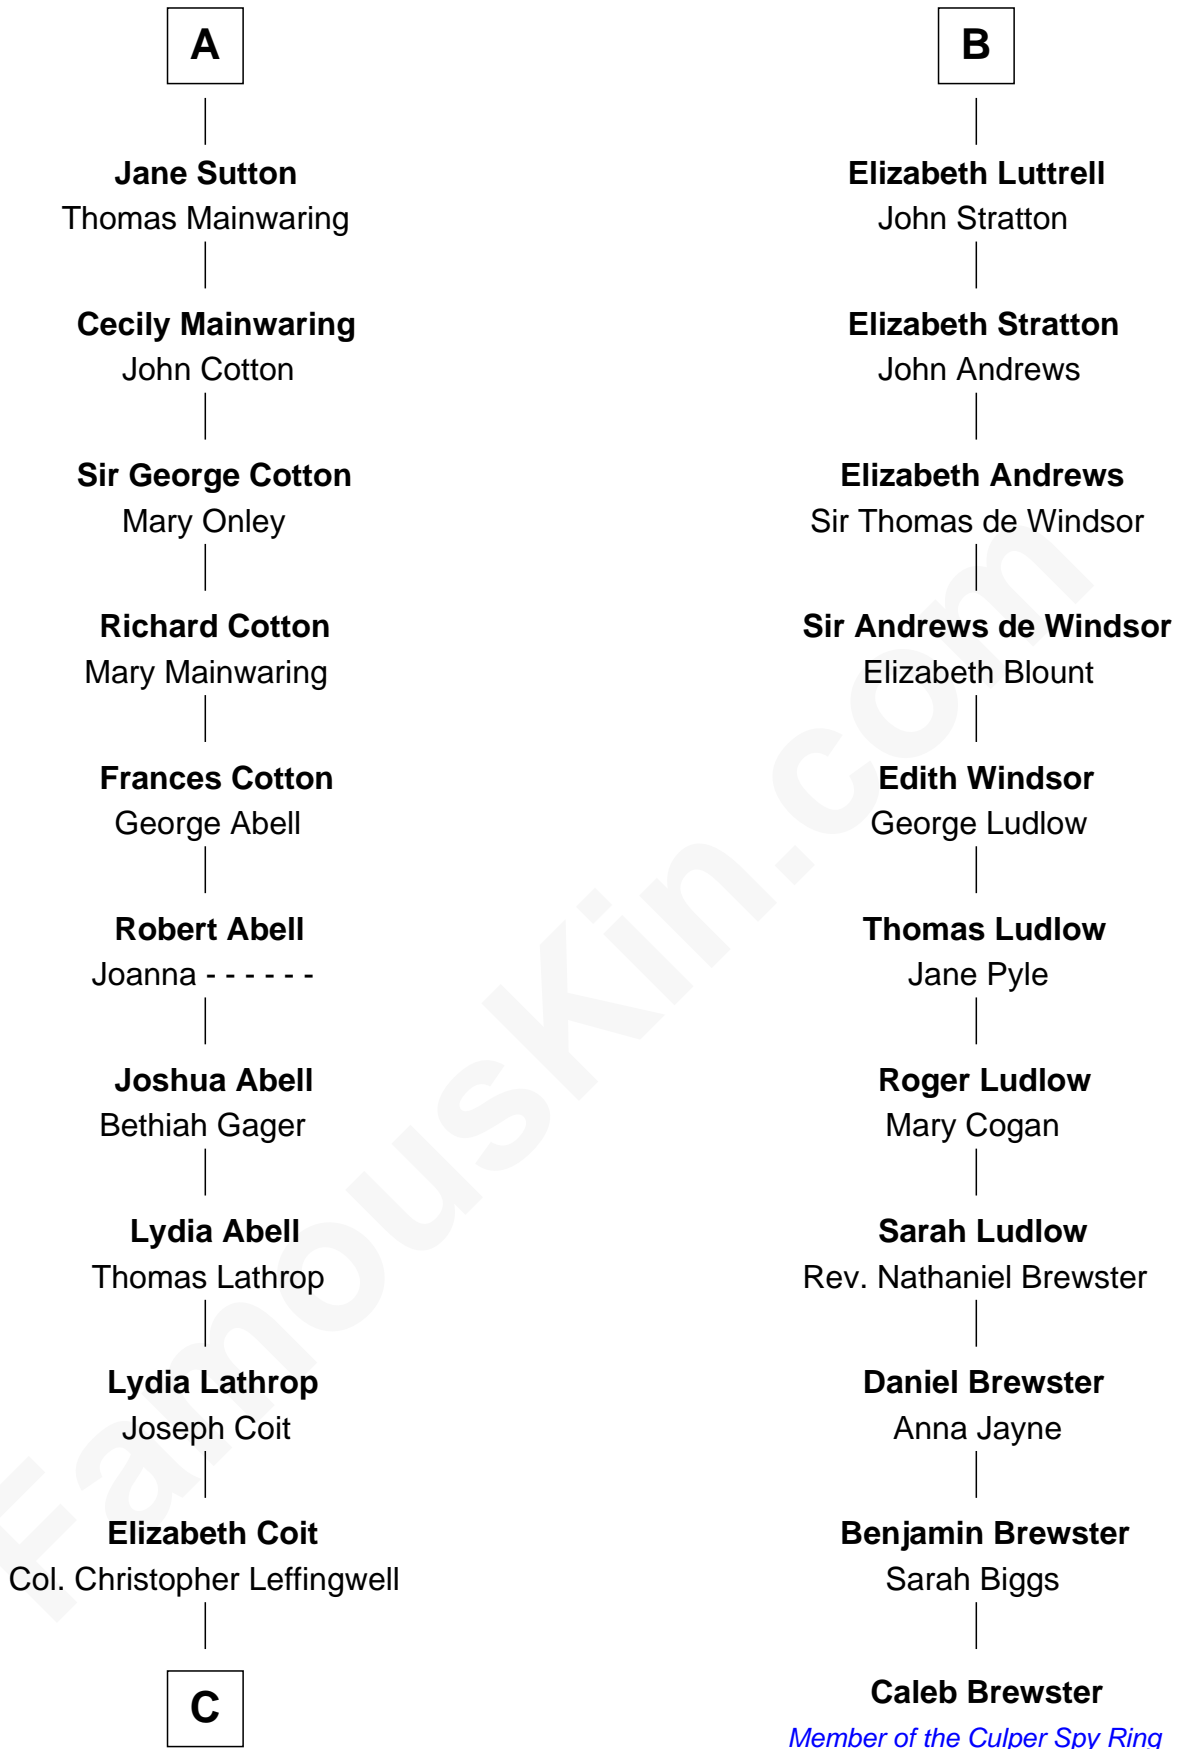 A
Jane Sutton
Thomas Mainwaring
Cecily Mainwaring
John Cotton
Sir George Cotton
Mary Onley
Richard Cotton
Mary Mainwaring
Frances Cotton
George Abell
Robert Abell
Joanna - - - - - -
Joshua Abell
Bethiah Gager
Lydia Abell
Thomas Lathrop
Lydia Lathrop
Joseph Coit
Elizabeth Coit
Col. Christopher Leffingwell
C
B
Elizabeth Luttrell
John Stratton
Elizabeth Stratton
John Andrews
Elizabeth Andrews
Sir Thomas de Windsor
Sir Andrews de Windsor
Elizabeth Blount
Edith Windsor
George Ludlow
Thomas Ludlow
Jane Pyle
Roger Ludlow
Mary Cogan
Sarah Ludlow
Rev. Nathaniel Brewster
Daniel Brewster
Anna Jayne
Benjamin Brewster
Sarah Biggs
Caleb Brewster
Member of the Culper Spy Ring
FamousKin.com